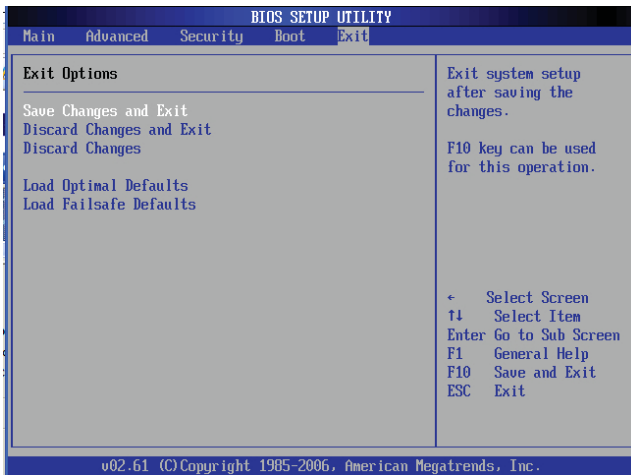 BIOS SETUP UTILITY
Main Advanced Security Boot Exit
Exit Options
Save Changes and Exit
Discard Changes and Exit
Discard Changes
Load Optimal Defaults
Load Failsafe Defaults
Exit system setup
after saving the
changes.
F10 key can be used
for this operation.
← Select Screen
↑↓ Select Item
Enter Go to Sub Screen
F1 General Help
F10 Save and Exit
ESC Exit
v02.61 (C)Copyright 1985-2006, American Megatrends, Inc.